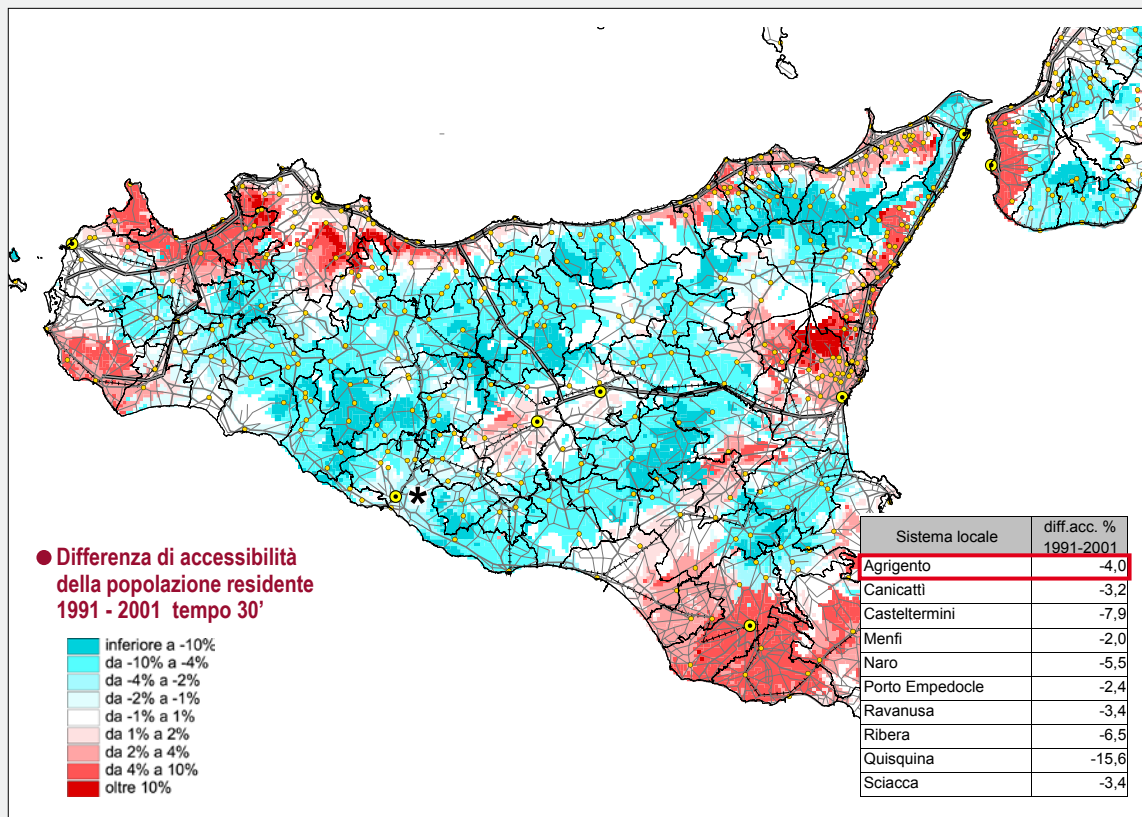 *
Differenza di accessibilità
della popolazione residente
1991 - 2001 tempo 30’
inferiore a -10%
da -10% a -4%
da -4% a -2%
da -2% a -1%
da -1% a 1%
da 1% a 2%
da 2% a 4%
da 4% a 10%
oltre 10%
Sistema locale diff.acc. %
1991-2001
Agrigento -4,0
Canicattì -3,2
Casteltermini -7,9
Menfi -2,0
Naro -5,5
Porto Empedocle -2,4
Ravanusa -3,4
Ribera -6,5
Quisquina -15,6
Sciacca -3,4